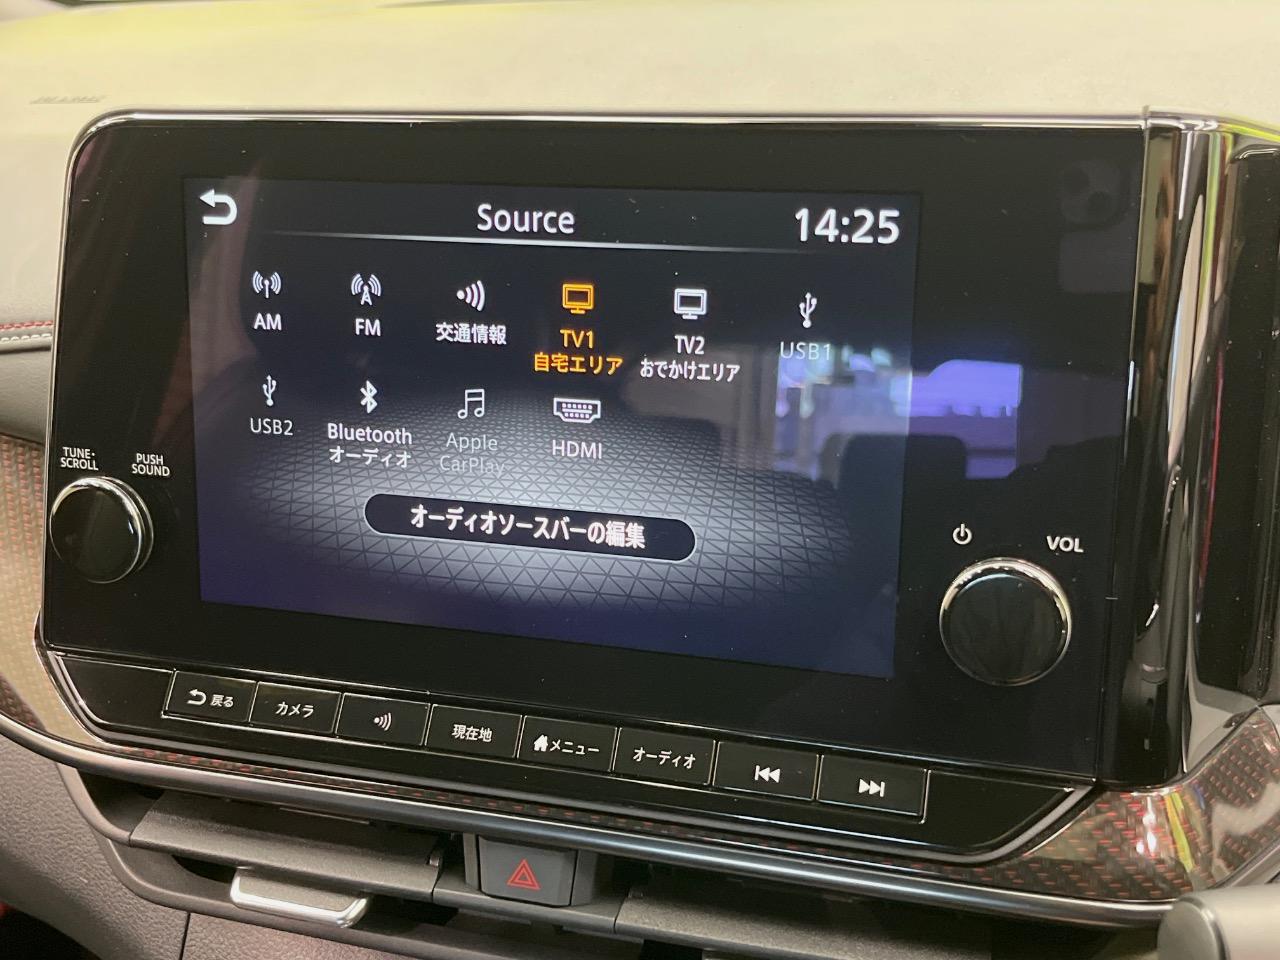 Source
14:25
AM
FM
交通情報
TV1
自宅エリア
TV2
おでかけエリア
USB1
USB2
Bluetooth
オーディオ
Apple
CarPlay
HDMI
オーディオソースバーの編集
TUNE・
SCROLL
PUSH
SOUND
VOL
戻る
カメラ
現在地
メニュー
オーディオ